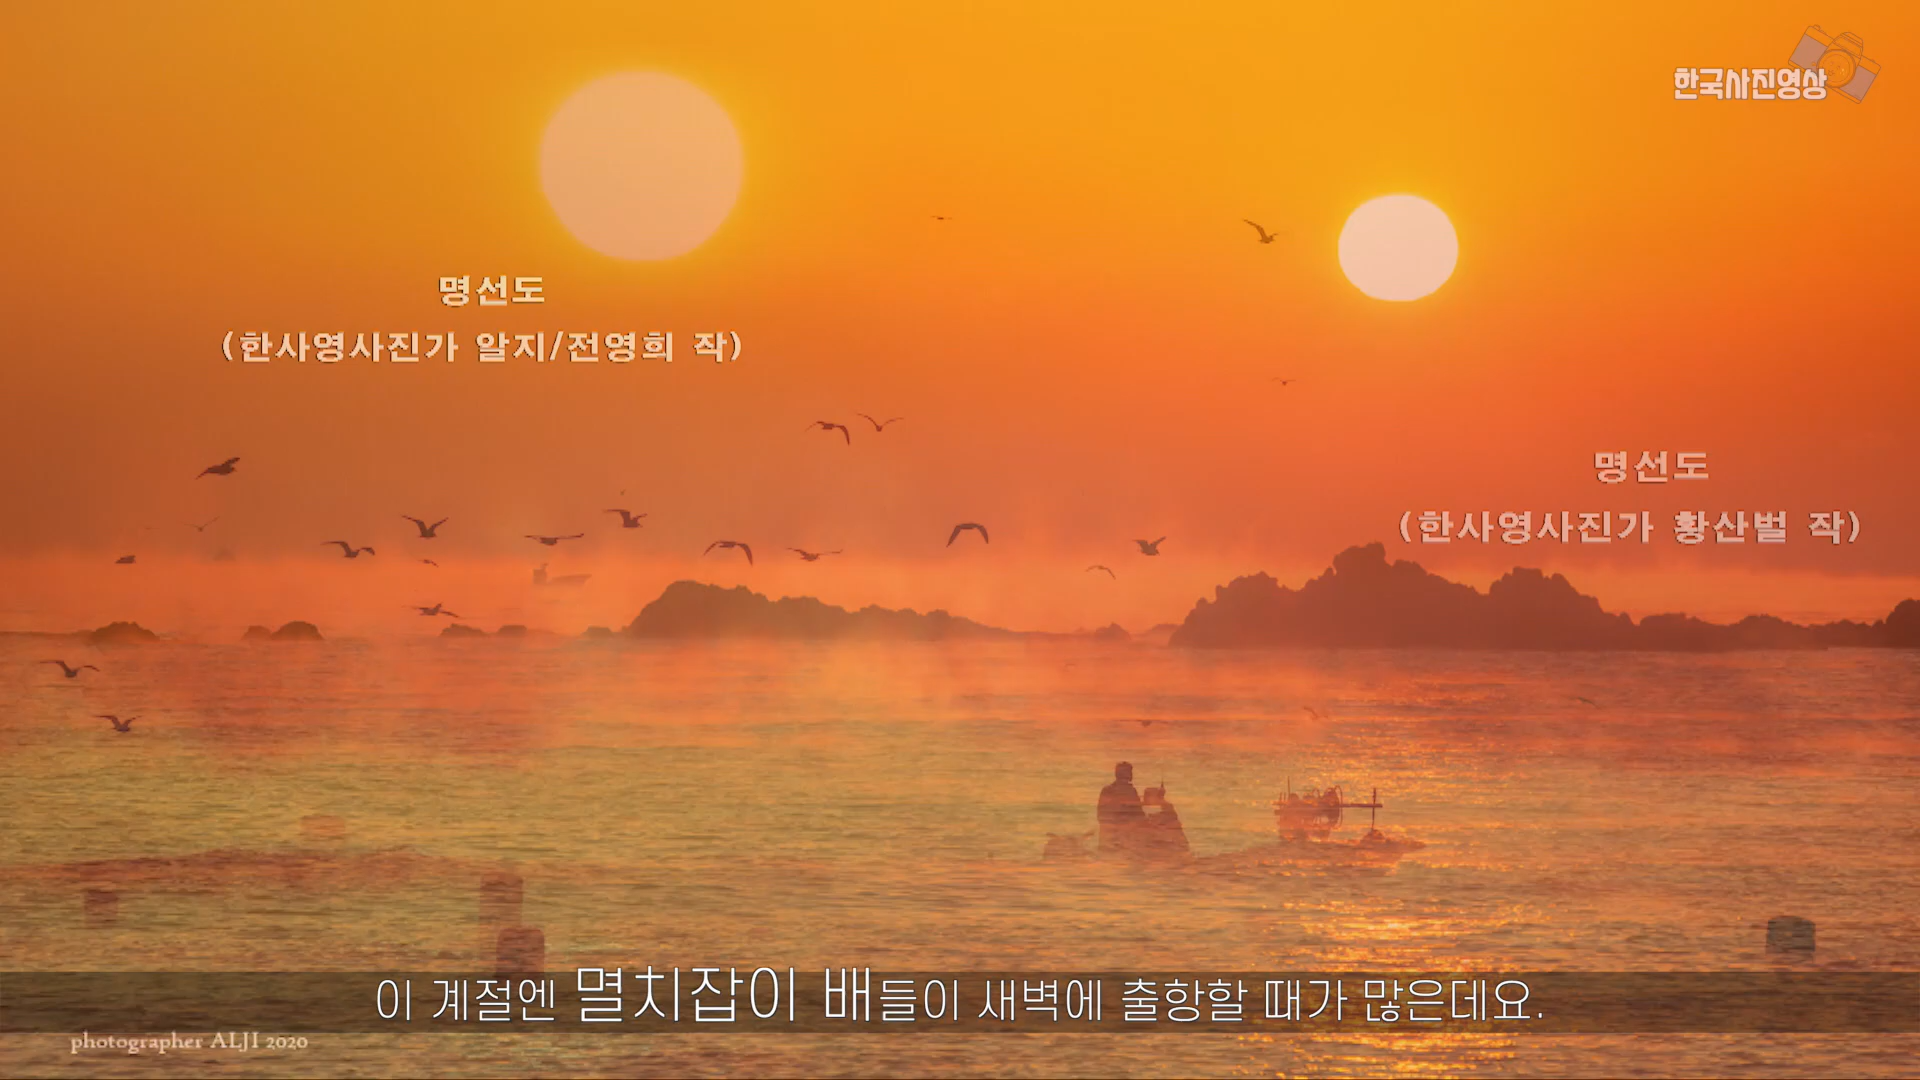 한국사진영상
명선도
(한사영사진가 알지/전영희 작)
명선도
(한사영사진가 황산벌 작)
이 계절엔 멸치잡이 배들이 새벽에 출항할 때가 많은데요.
photographer ALJI 2020